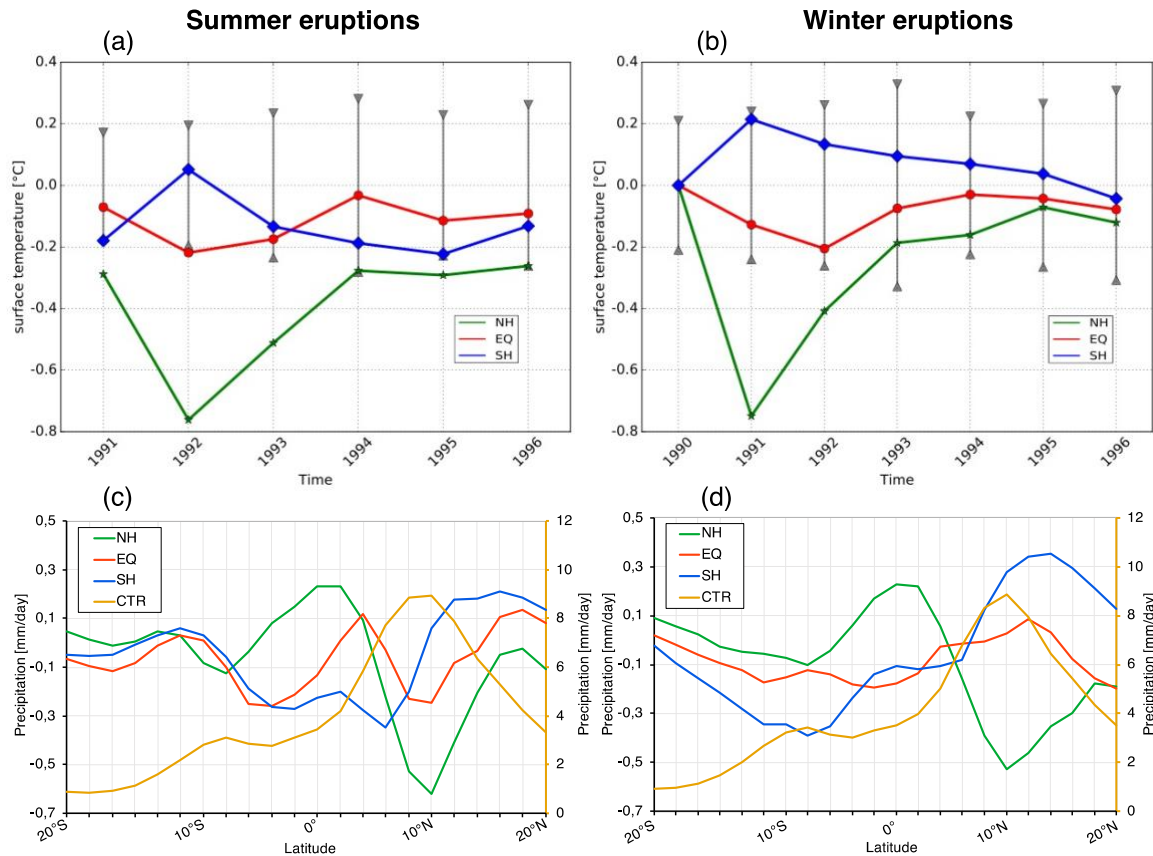 Summer eruptions
Winter eruptions
(a)
(b)
0.4
0.2
0.0
-0.2
-0.4
-0.6
-0.8
surface temperature [°C]
NH
EQ
SH
1991
1992
1993
1994
1995
1996
Time
0.4
0.2
0.0
-0.2
-0.4
-0.6
-0.8
surface temperature [°C]
NH
EQ
SH
1990
1991
1992
1993
1994
1995
1996
Time
(c)
(d)
0,5
0,3
0,1
-0,1
-0,3
-0,5
-0,7
Precipitation [mm/day]
NH
EQ
SH
CTR
12
10
8
6
4
2
0
Precipitation [mm/day]
20°S
10°S
0°
10°N
20°N
Latitude
0,5
0,3
0,1
-0,1
-0,3
-0,5
-0,7
Precipitation [mm/day]
NH
EQ
SH
CTR
12
10
8
6
4
2
0
Precipitation [mm/day]
20°S
10°S
0°
10°N
20°N
Latitude